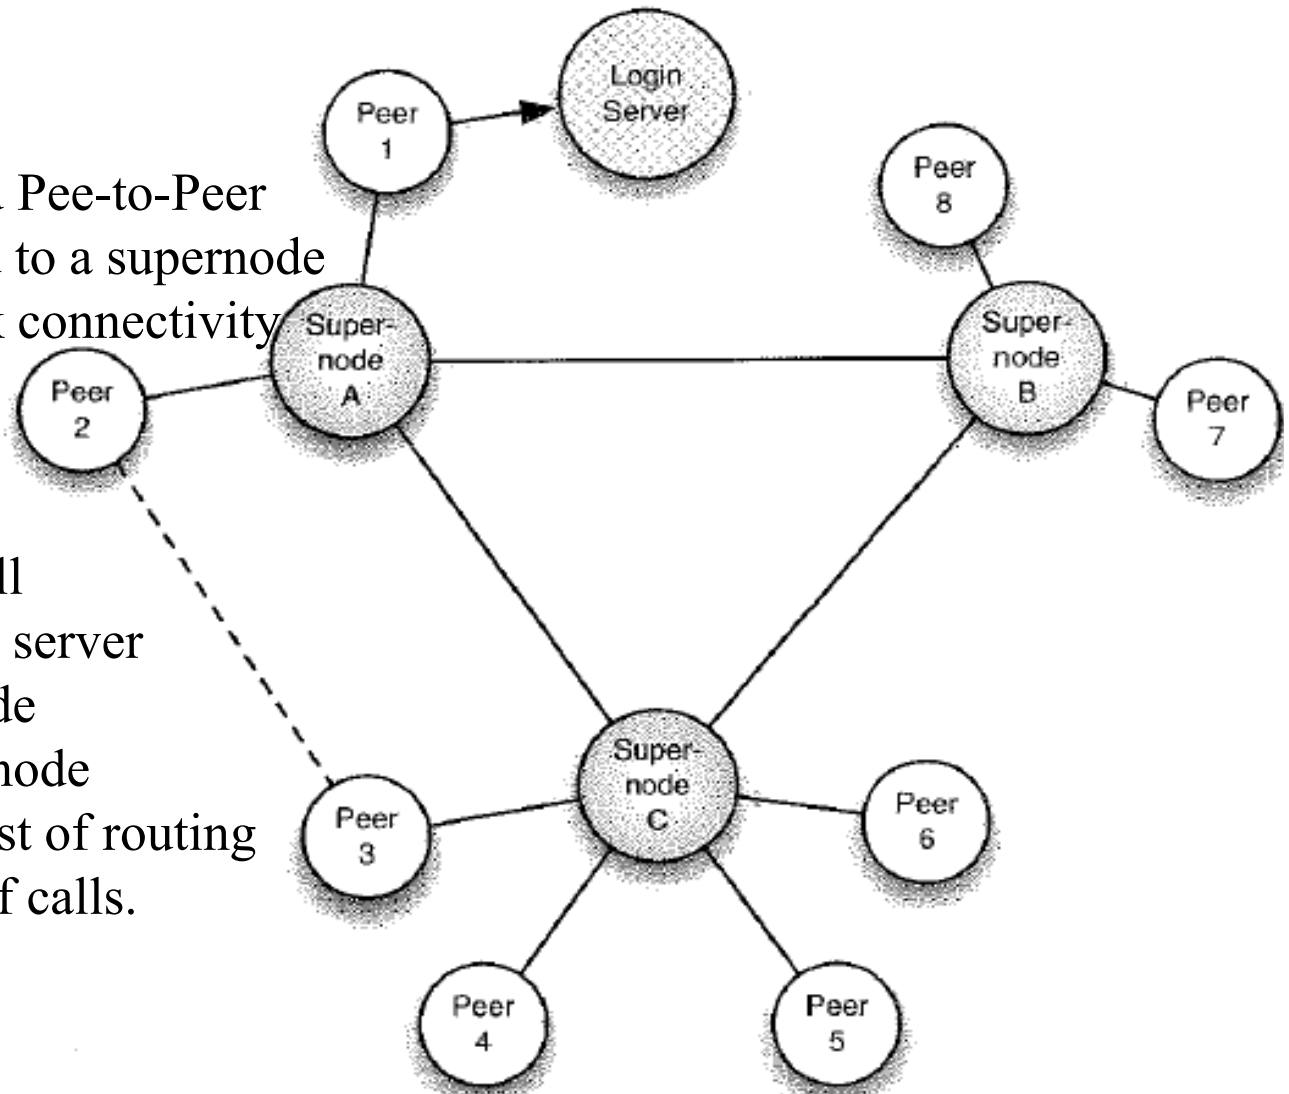 Login
Server
Peer
1
Peer
8
Pee-to-Peer
to a supernode
connectivity
Super-
node
A
Super-
node
B
Peer
2
Peer
7
ll
server
de
node
st of routing
f calls.
Super-
node
C
Peer
3
Peer
6
Peer
4
Peer
5